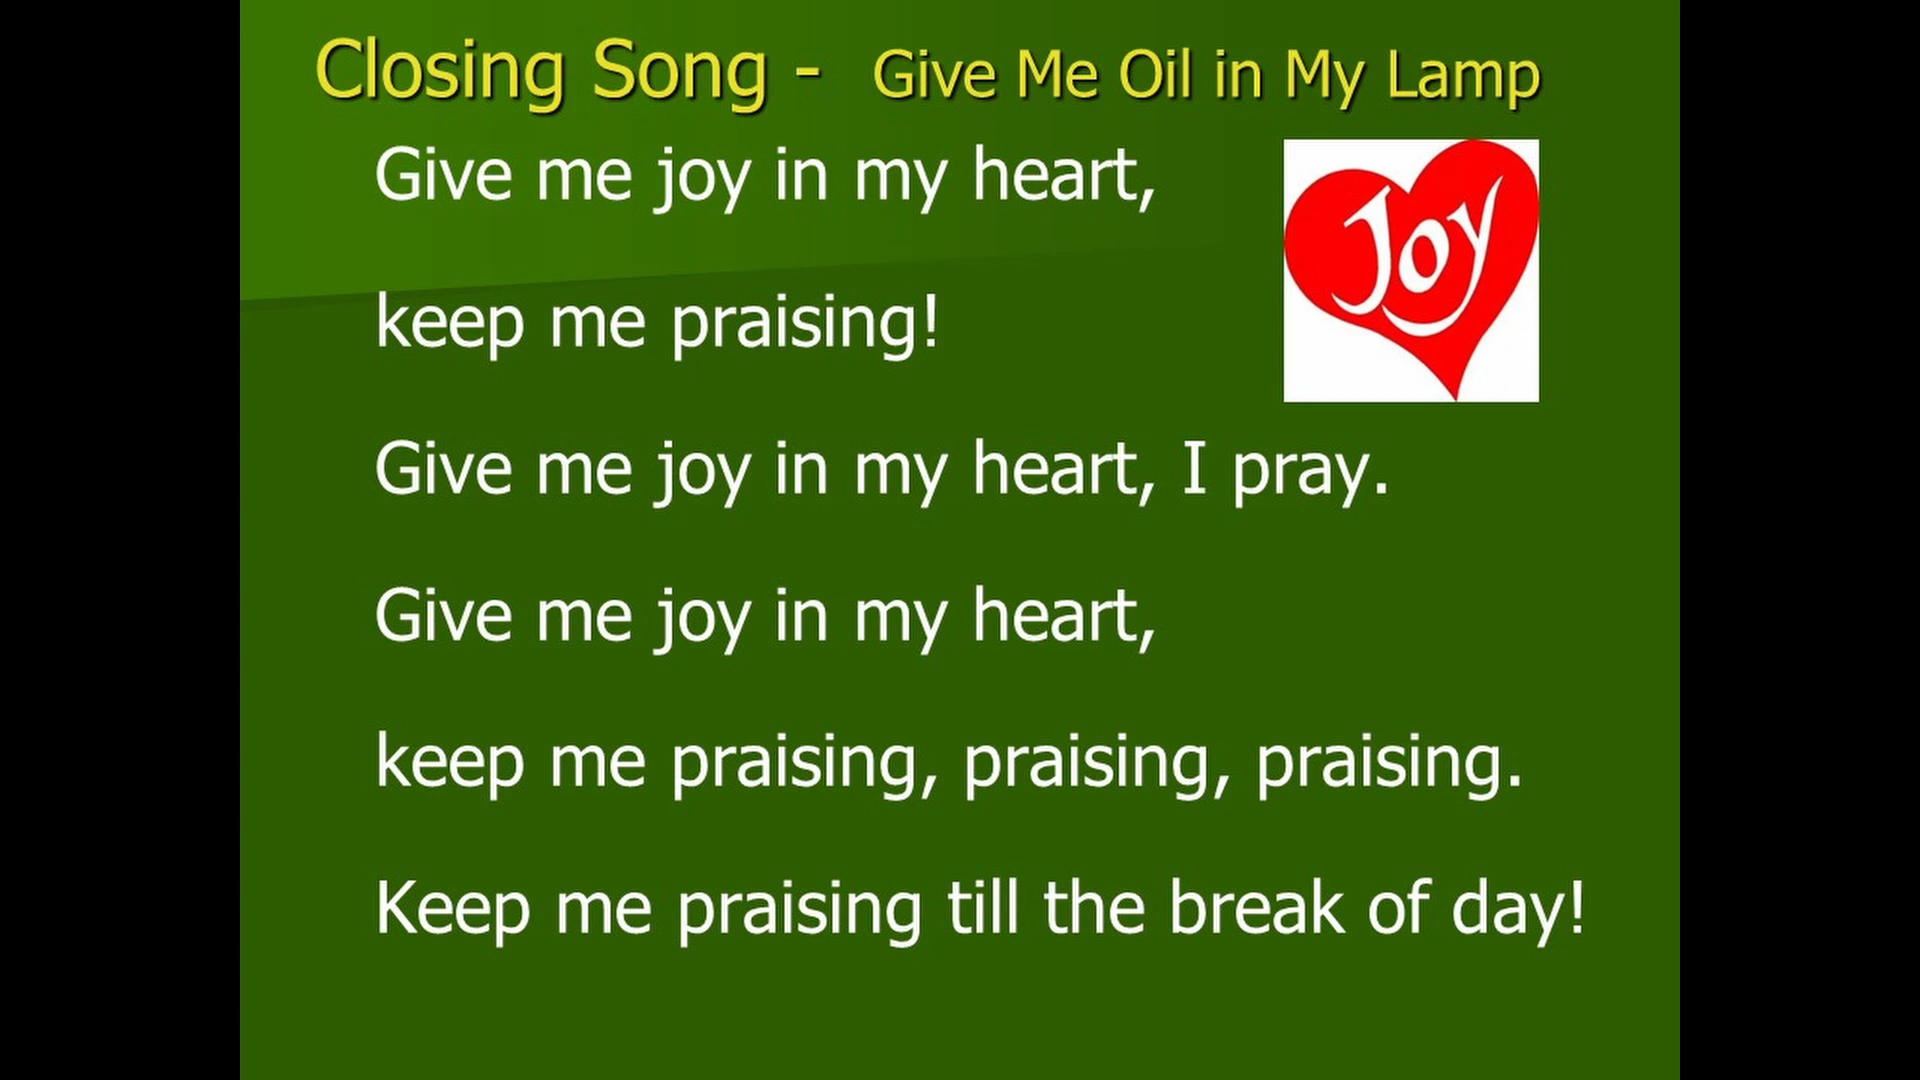 Closing Song - Give Me Oil in My Lamp
Give me joy in my heart,
Joy
keep me praising!
Give me joy in my heart, I pray.
Give me joy in my heart,
keep me praising, praising, praising.
Keep me praising till the break of day!